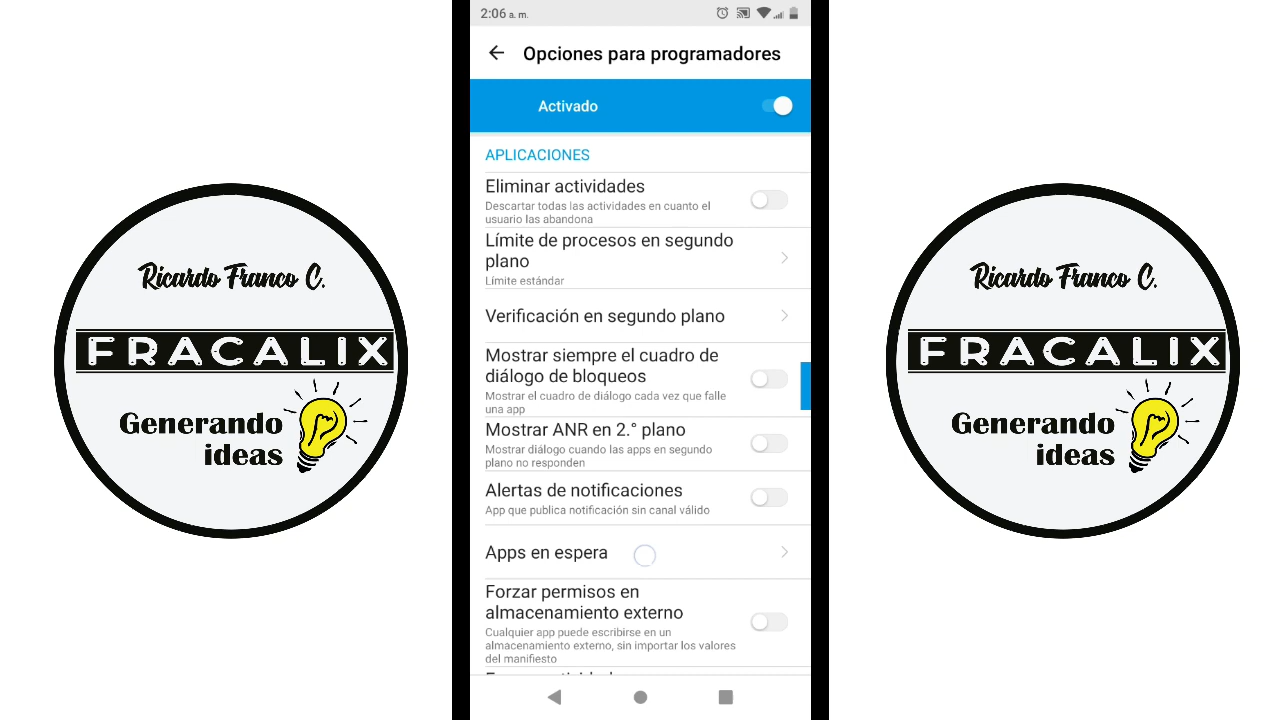 2:06 a. m.
Opciones para programadores
Activado
APLICACIONES
Eliminar actividades
Descartar todas las actividades en cuanto el
usuario las abandona
Límite de procesos en segundo
plano
Límite estándar
Verificación en segundo plano
Mostrar siempre el cuadro de
diálogo de bloqueos
Mostrar el cuadro de diálogo cada vez que falle
una app
Mostrar ANR en 2.° plano
Mostrar diálogo cuando las apps en segundo
plano no responden
Alertas de notificaciones
App que publica notificación sin canal válido
Apps en espera
Forzar permisos en
almacenamiento externo
Cualquier app puede escribirse en un
almacenamiento externo, sin importar los valores
del manifiesto
Ricardo Franco C.
FRACALIX
Generando
ideas
Ricardo Franco C.
FRACALIX
Generando
ideas